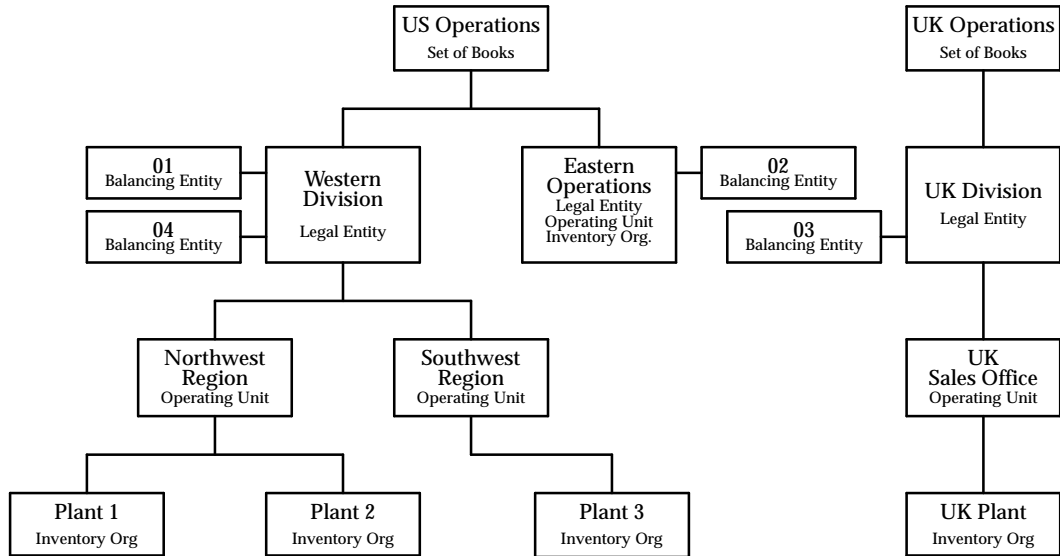 US Operations
Set of Books
UK Operations
Set of Books
01
Balancing Entity
04
Balancing Entity
Western
Division
Legal Entity
Eastern
Operations
Legal Entity
Operating Unit
Inventory Org.
02
Balancing Entity
03
Balancing Entity
UK Division
Legal Entity
Northwest
Region
Operating Unit
Southwest
Region
Operating Unit
UK
Sales Office
Operating Unit
Plant 1
Inventory Org
Plant 2
Inventory Org
Plant 3
Inventory Org
UK Plant
Inventory Org